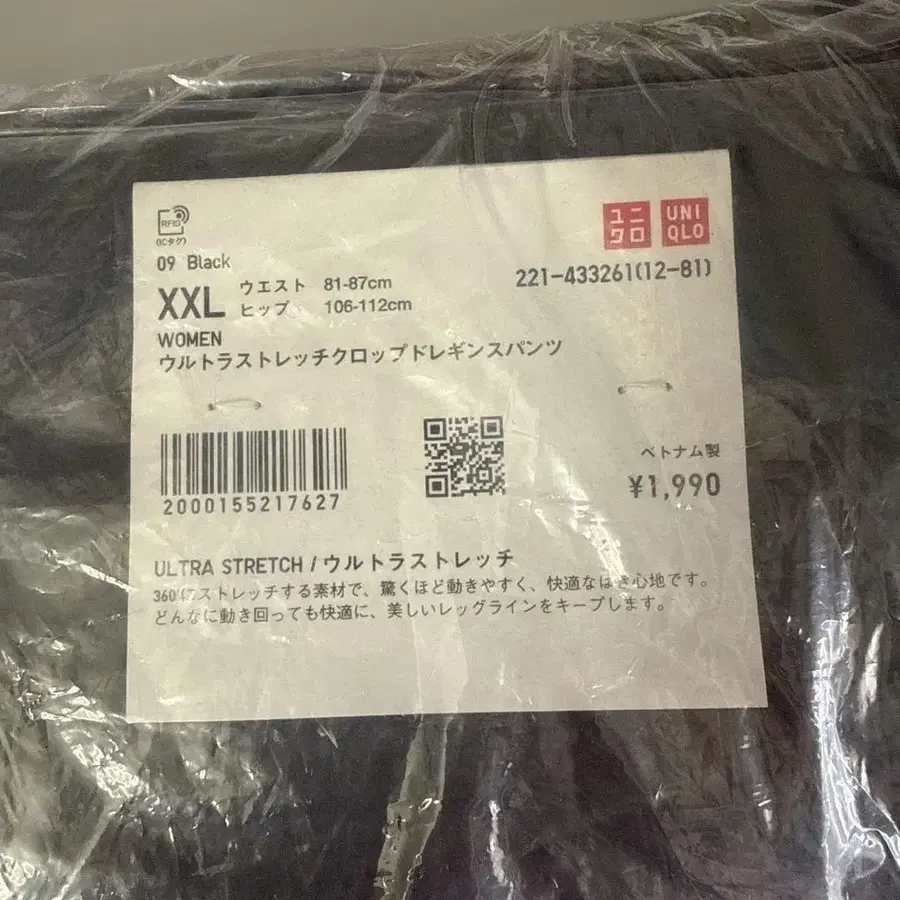 RFID
(ICタグ)
ユニ
クロ
UNI
QLO
09 Black
221-433261(12-81)
XXL
ウエスト 81-87cm
ヒップ 106-112cm
WOMEN
ウルトラストレッチクロップドレギンスパンツ
2000155217627
ベトナム製
¥1,990
ULTRA STRETCH / ウルトラストレッチ
360°にストレッチする素材で、驚くほど動きやすく、快適なはき心地です。
どんなに動き回っても快適に、美しいレッグラインをキープします。